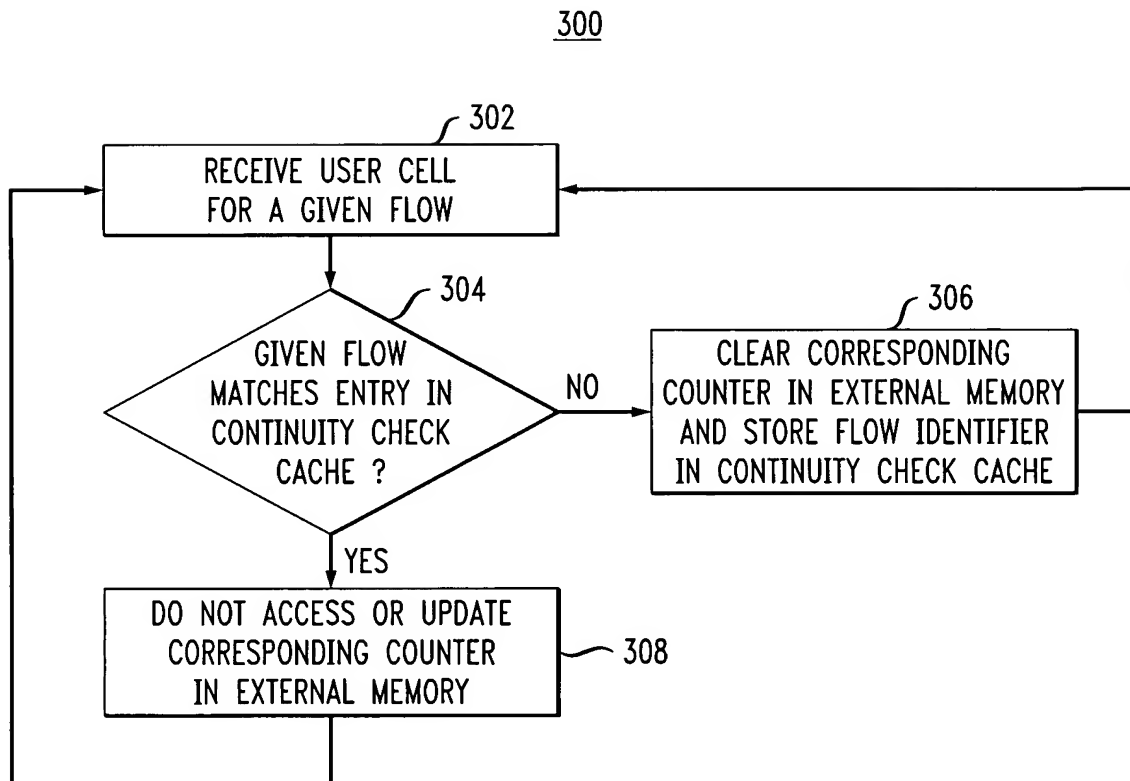 300
302
RECEIVE USER CELL
FOR A GIVEN FLOW
304
GIVEN FLOW
MATCHES ENTRY IN
CONTINUITY CHECK
CACHE ?
NO
306
CLEAR CORRESPONDING
COUNTER IN EXTERNAL MEMORY
AND STORE FLOW IDENTIFIER
IN CONTINUITY CHECK CACHE
YES
DO NOT ACCESS OR UPDATE
CORRESPONDING COUNTER
IN EXTERNAL MEMORY
308